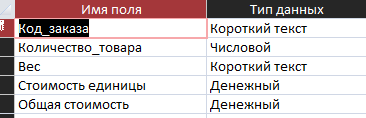 Имя поля Тип данных
Код_заказа Короткий текст
Количество_товара Числовой
Вес Короткий текст
Стоимость единицы Денежный
Общая стоимость Денежный